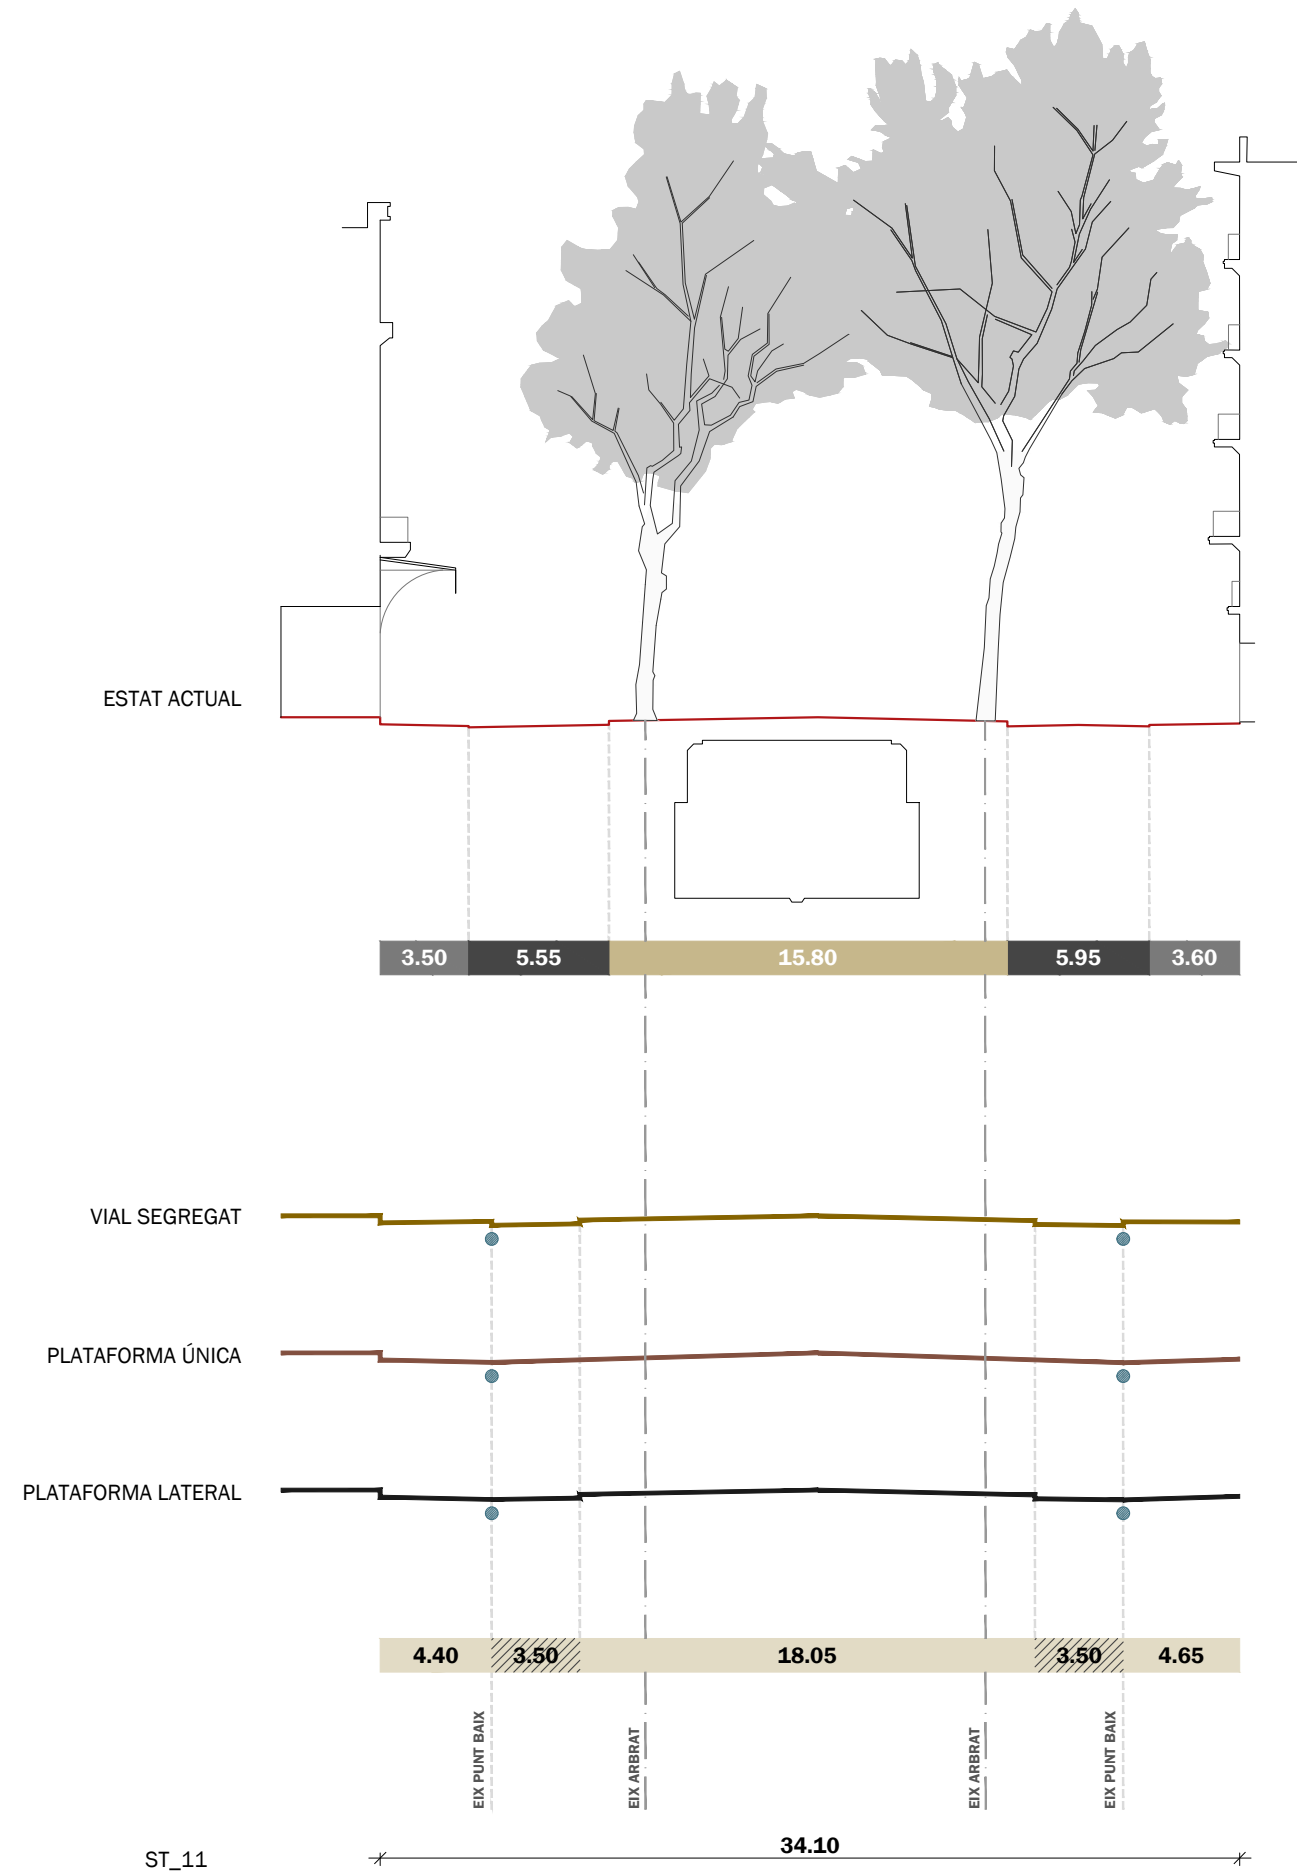 ESTAT ACTUAL
3.50 5.55 15.80 5.95 3.60
VIAL SEGREGAT
PLATAFORMA ÚNICA
PLATAFORMA LATERAL
4.40 3.50 18.05 3.50 4.65
EIX PUNT BAIX
EIX ARBRAT
EIX ARBRAT
EIX PUNT BAIX
34.10
ST_11